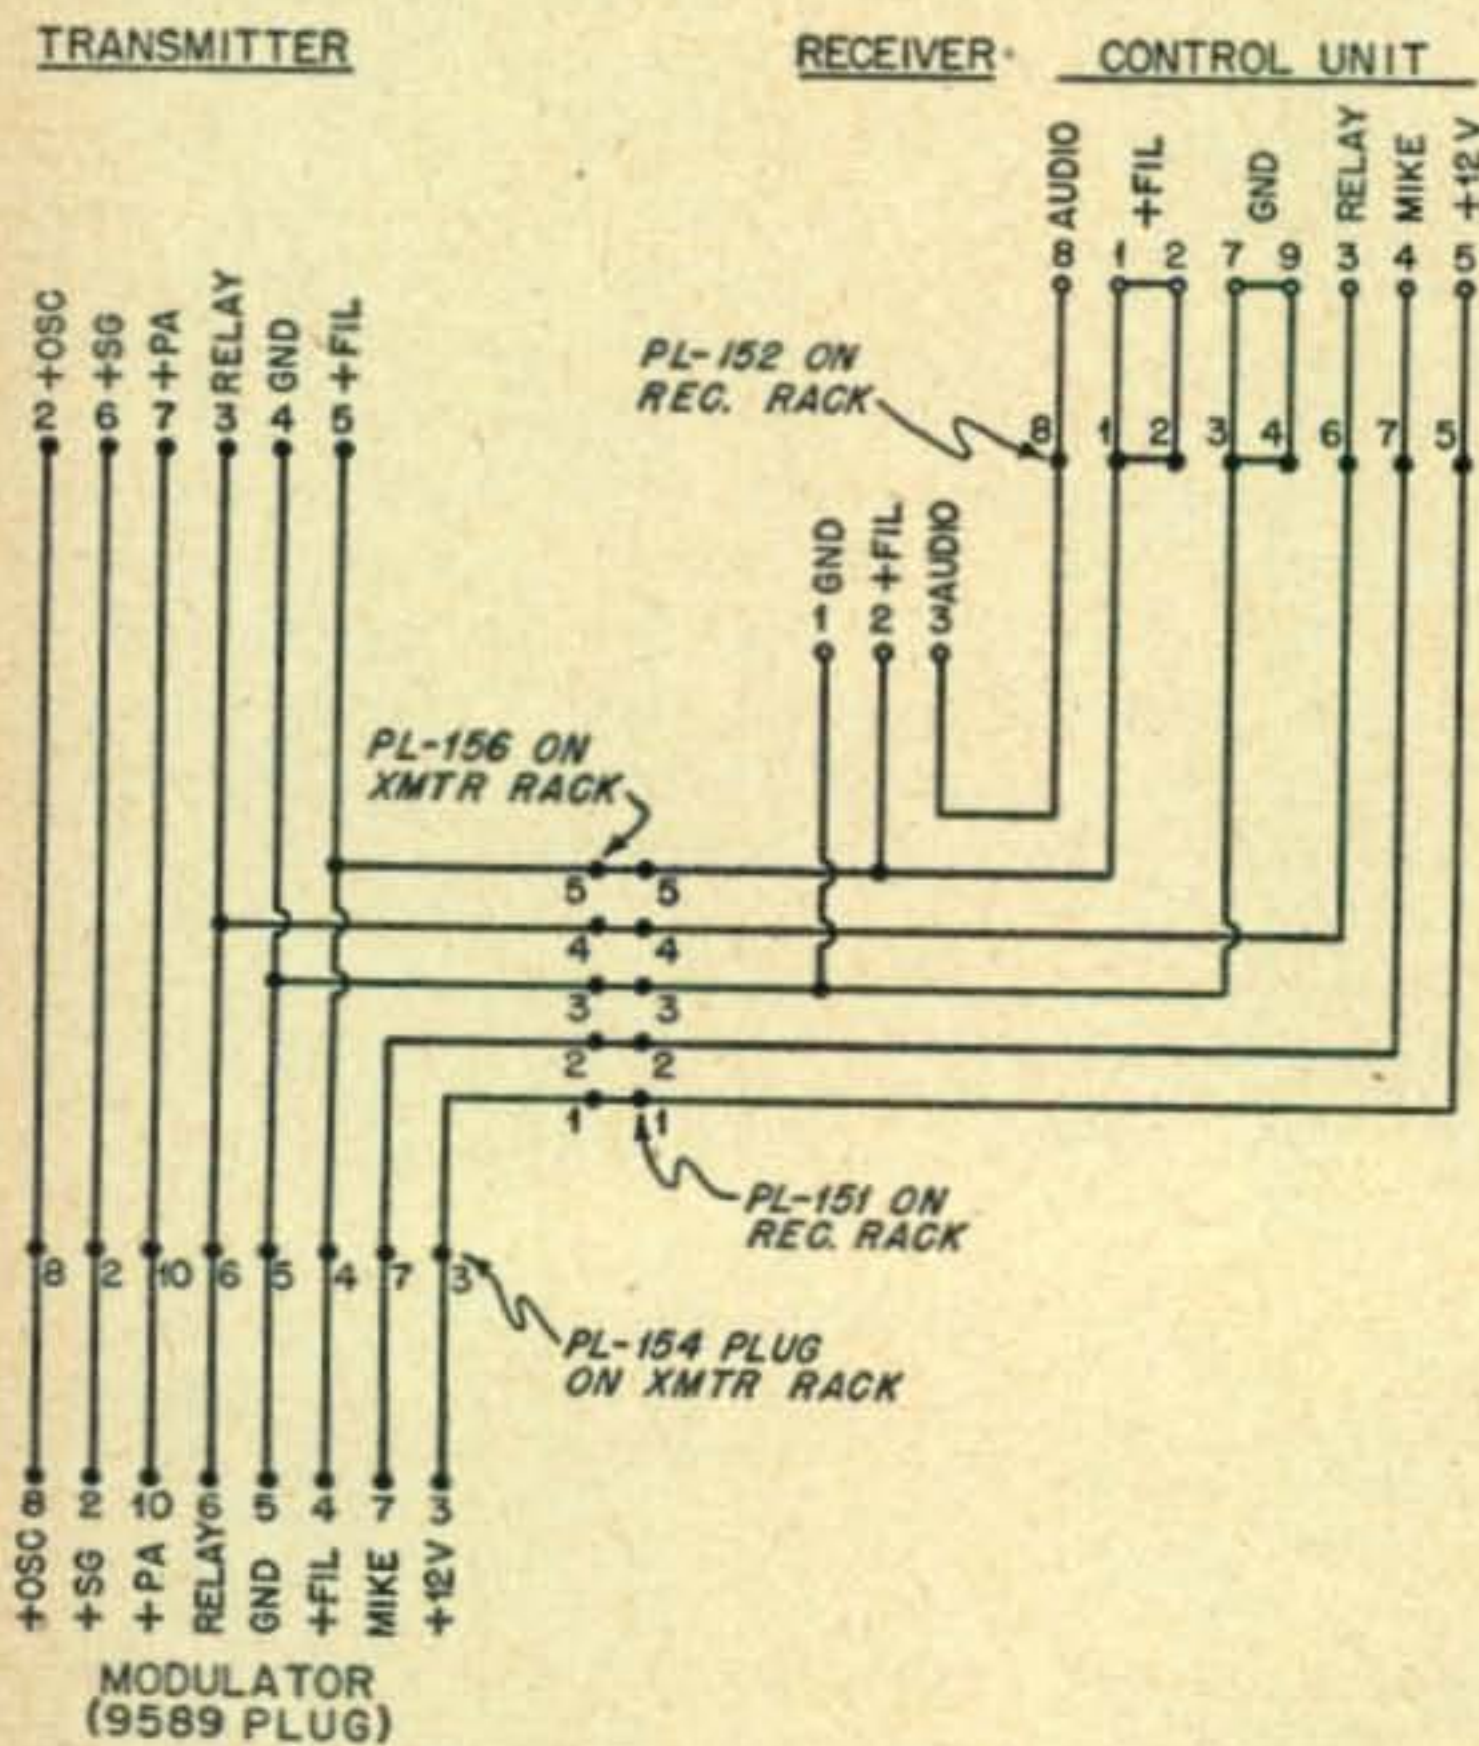 TRANSMITTER
RECEIVER
CONTROL UNIT
8 AUDIO
1 2 +FIL
7 9 GND
3 RELAY
4 MIKE
5 +12V
2 +OSC
6 +SG
7 +PA
3 RELAY
4 GND
5 +FIL
PL-152 ON
REC. RACK
8 1 2 3 4 6 7 5
1 GND
2 +FIL
3 AUDIO
PL-156 ON
XMTR RACK
5 5
4 4
3 3
2 2
1 1
PL-151 ON
REC. RACK
8 2 10 6 5 4 7 3
PL-154 PLUG
ON XMTR RACK
+OSC 8
+SG 2
+PA 10
RELAY 6
GND 5
+FIL 4
MIKE 7
+12V 3
MODULATOR
(9589 PLUG)